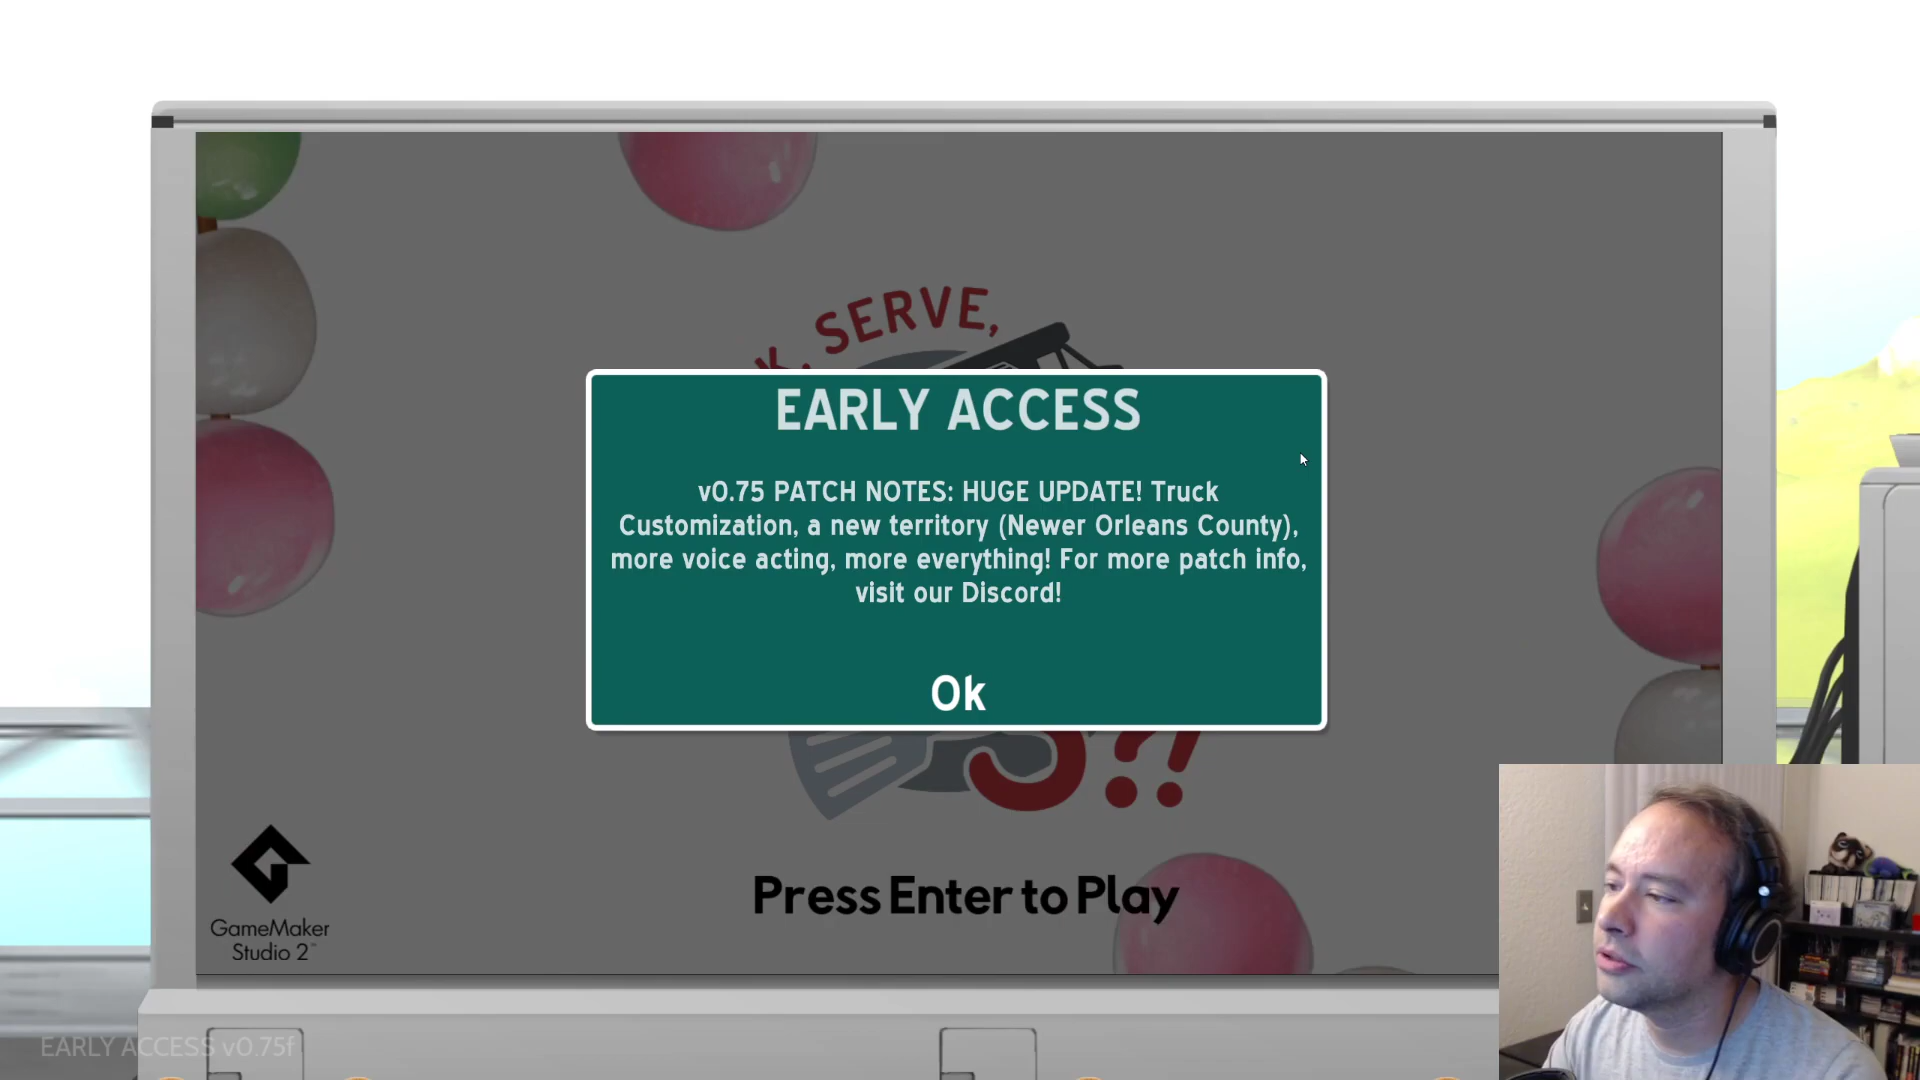 K, SERVE,
EARLY ACCESS
v0.75 PATCH NOTES: HUGE UPDATE! Truck
Customization, a new territory (Newer Orleans County),
more voice acting, more everything! For more patch info,
visit our Discord!
Ok
3?!
Press Enter to Play
GameMaker
Studio 2™
EARLY ACCESS v0.75f